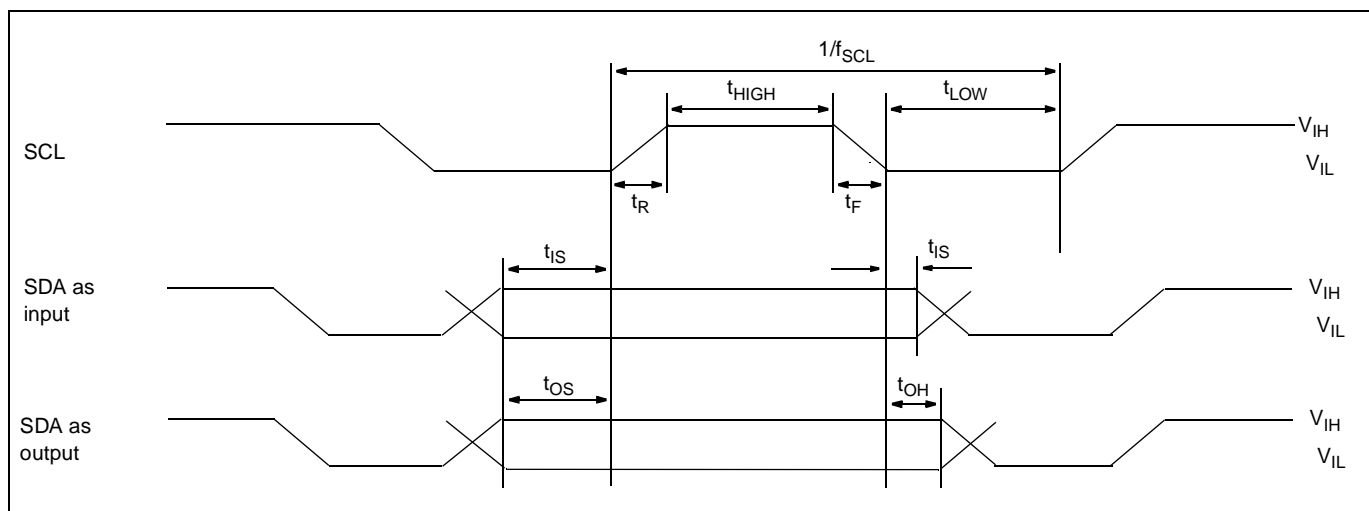 1/fSCL
tHIGH
tLOW
SCL
VIH
VIL
tR
tF
tIS
tIS
SDA as
input
VIH
VIL
tOS
tOH
SDA as
output
VIH
VIL